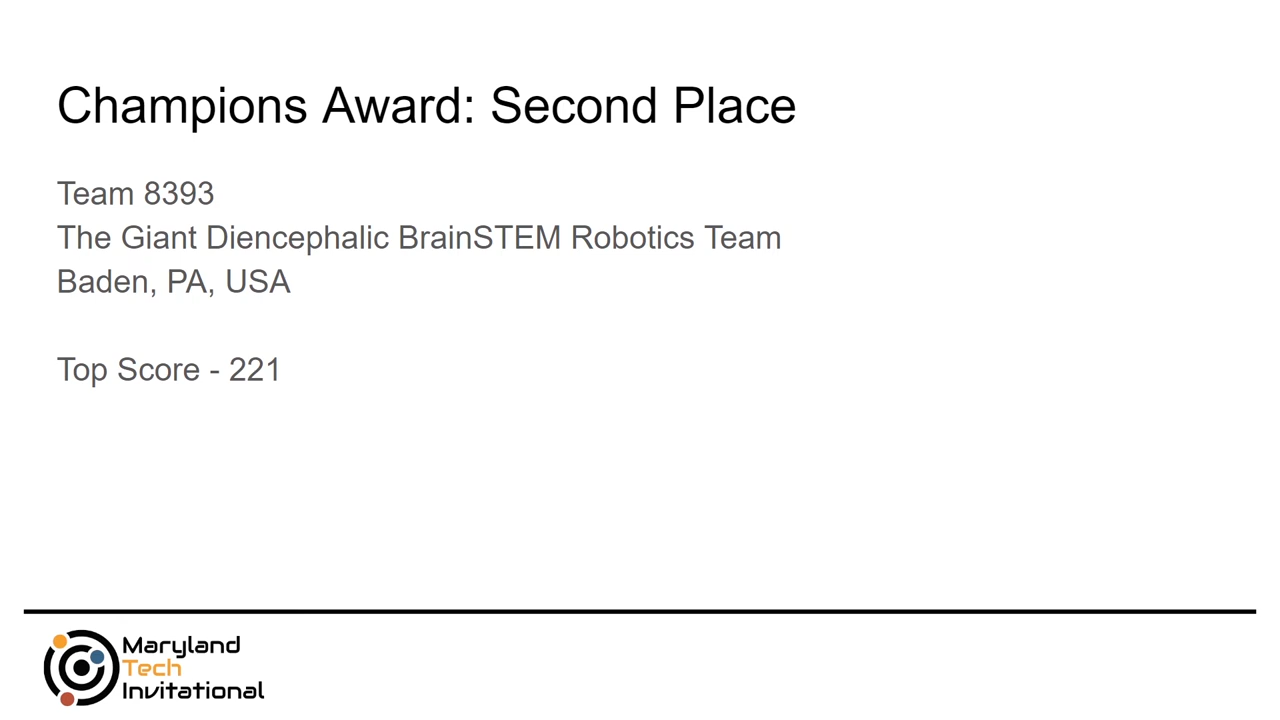 Champions Award: Second Place
Team 8393
The Giant Diencephalic BrainSTEM Robotics Team
Baden, PA, USA
Top Score - 221
Maryland
Tech
Invitational